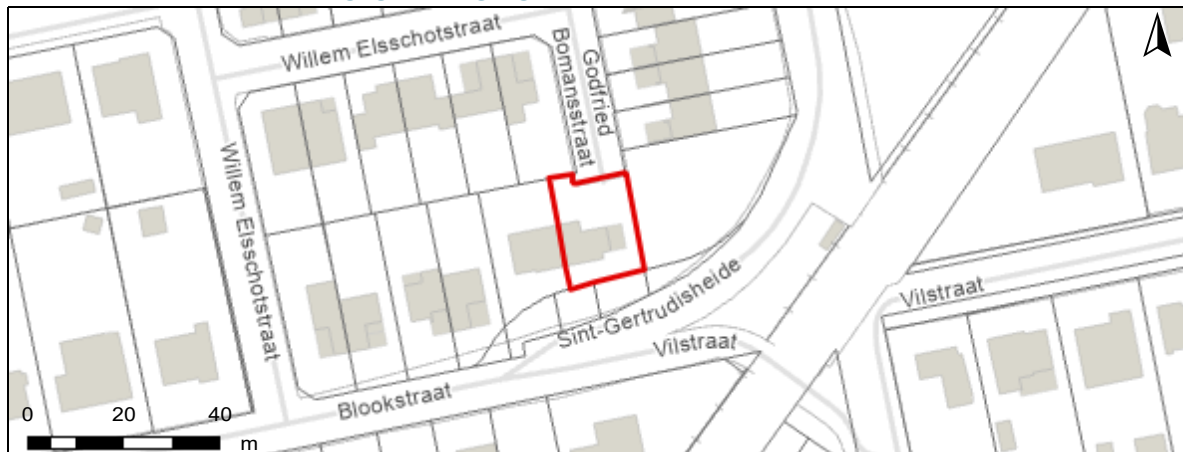 Willem Elsschotstraat
Godfried
Bomansstraat
Willem Elsschotstraat
Sint-Gertrudisheide
Vilstraat
Vilstraat
Blookstraat
0 20 40
m